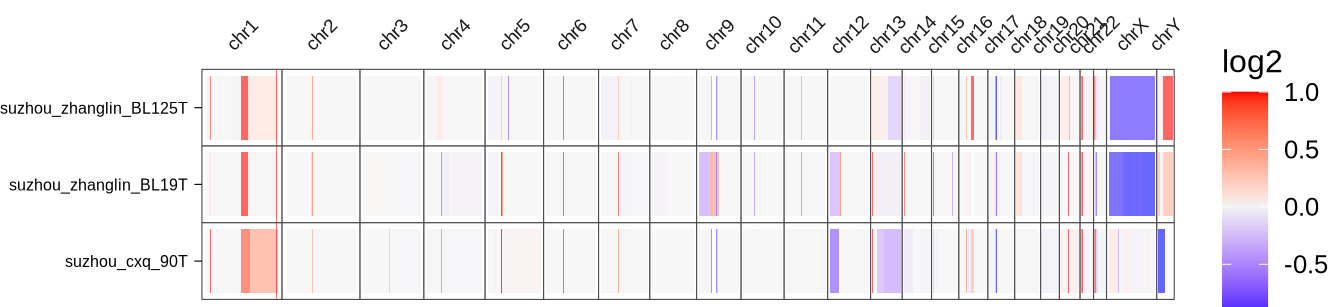 chr1 chr2 chr3 chr4 chr5 chr6 chr7 chr8 chr9 chr10 chr11 chr12 chr13 chr14 chr15 chr16 chr17 chr18 chr19 chr20 chr21 chr22 chrX chrY
log2
1.0
suzhou_zhanglin_BL125T
0.5
suzhou_zhanglin_BL19T
0.0
suzhou_cxq_90T
-0.5